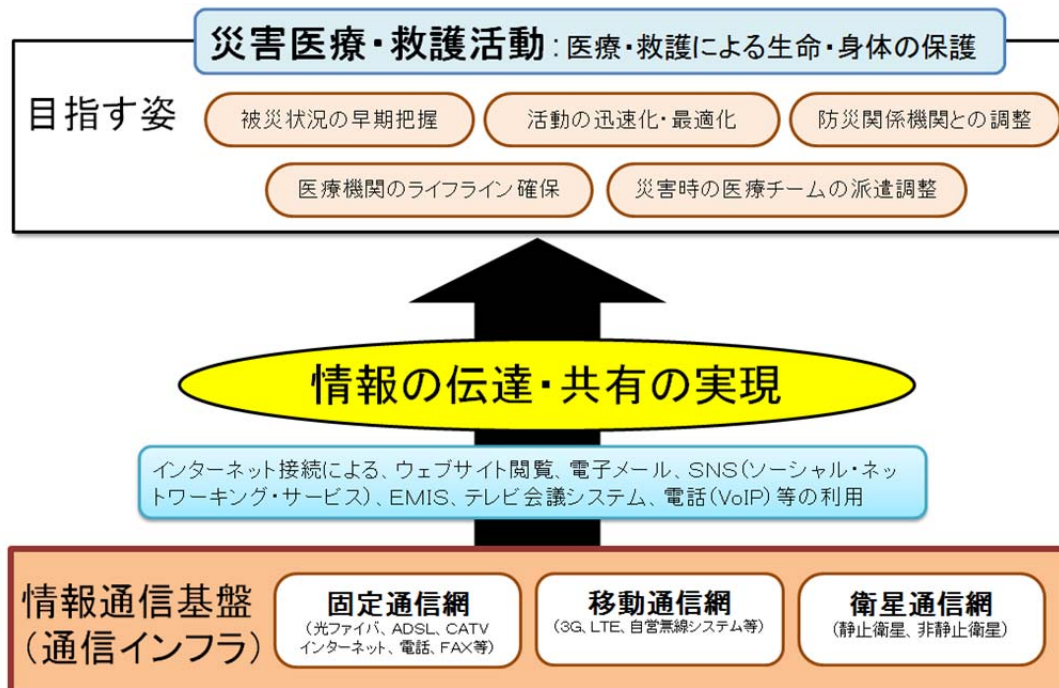 災害医療・救護活動：医療・救護による生命・身体の保護
目指す姿
被災状況の早期把握
活動の迅速化・最適化
防災関係機関との調整
医療機関のライフライン確保
災害時の医療チームの派遣調整
情報の伝達・共有の実現
インターネット接続による、ウェブサイト閲覧、電子メール、SNS(ソーシャル・ネッ
トワーキング・サービス)、EMIS、テレビ会議システム、電話(VoIP)等の利用
情報通信基盤
(通信インフラ)
固定通信網
(光ファイバ、ADSL、CATV
インターネット、電話、FAX等)
移動通信網
(3G、LTE、自営無線システム等)
衛星通信網
(静止衛星、非静止衛星)